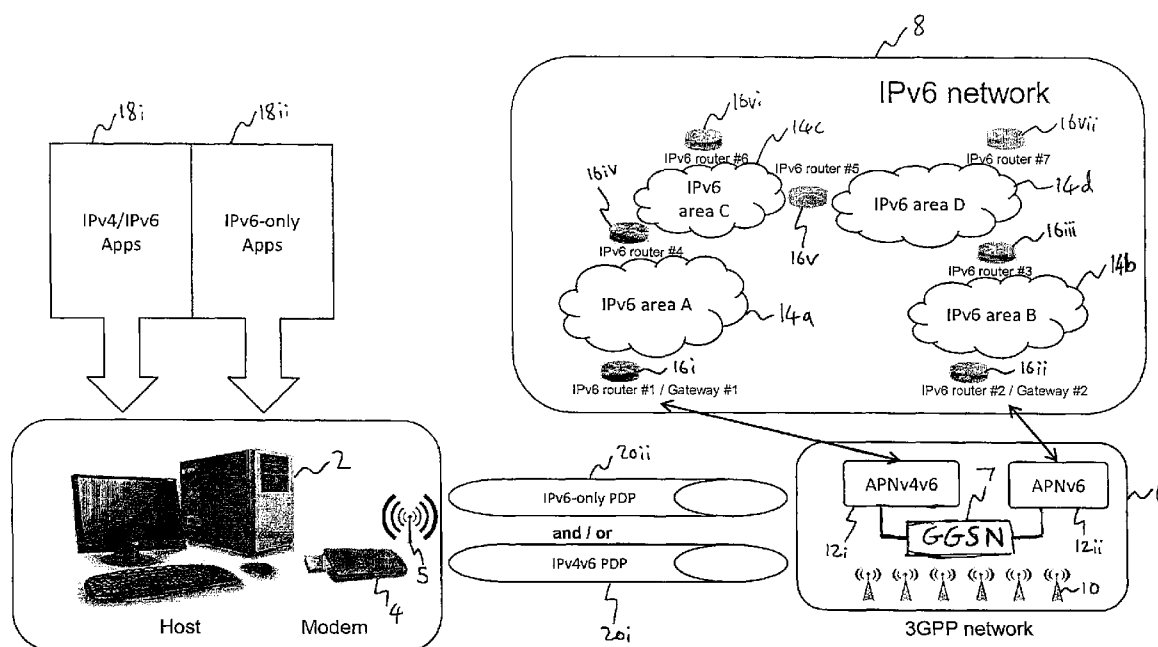 8
IPv6 network
18i
18ii
16vi
16vii
14c
IPv6 router #6
IPv6 router #5
IPv6 router #7
16iv
IPv4/IPv6
Apps
IPv6-only
Apps
IPv6
area C
IPv6 area D
14d
16v
16iii
IPv6 router #4
IPv6 router #3
14b
IPv6 area A
14a
IPv6 area B
16i
16ii
IPv6 router #1 / Gateway #1
IPv6 router #2 / Gateway #2
2
20ii
IPv6-only PDP
and / or
IPv4v6 PDP
20i
APNv4v6
7
APNv6
12i
GGSN
12ii
5
4
10
Host
Modem
3GPP network